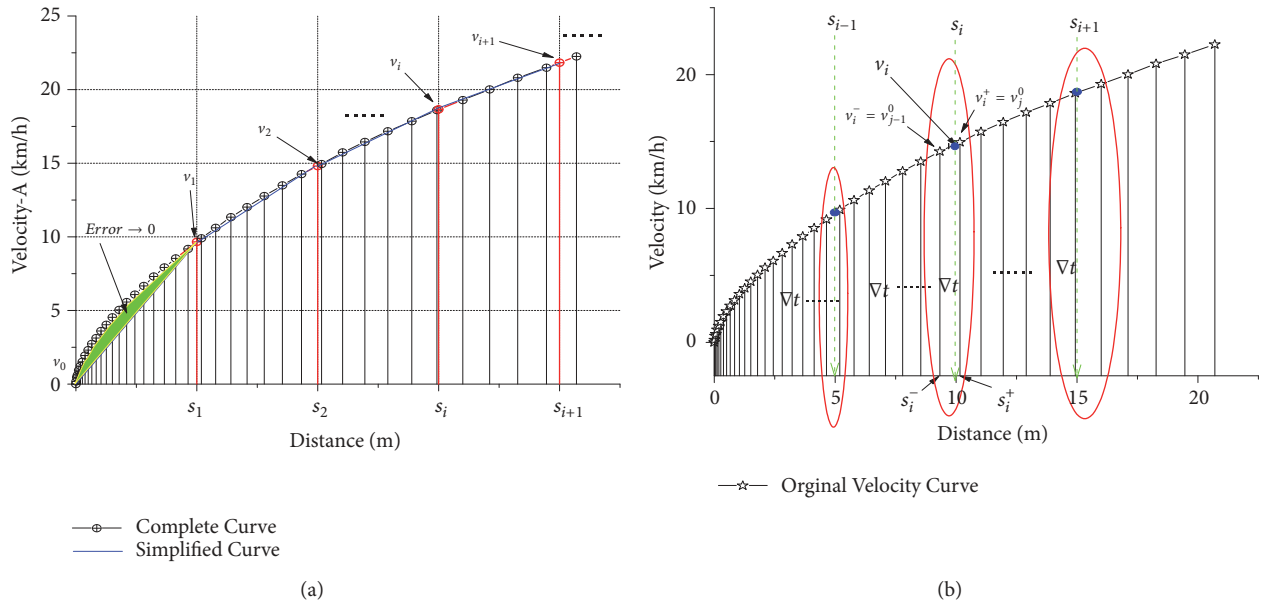 25
20
15
10
5
0
Velocity-A (km/h)
v_{i+1}
v_i
v_2
v_1
Error → 0
v_0
s_1
s_2
s_i
s_{i+1}
Distance (m)
Complete Curve
Simplified Curve
(a)
s_{i-1}
s_i
s_{i+1}
v_i
v_i^+ = v_j^0
v_i^- = v_{j-1}^0
20
10
0
Velocity (km/h)
∇t
∇t
∇t
∇t
0
5
10
15
20
s_i^-
s_i^+
Distance (m)
Orginal Velocity Curve
(b)